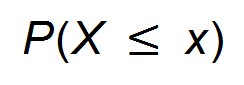 P(X ≤ x)